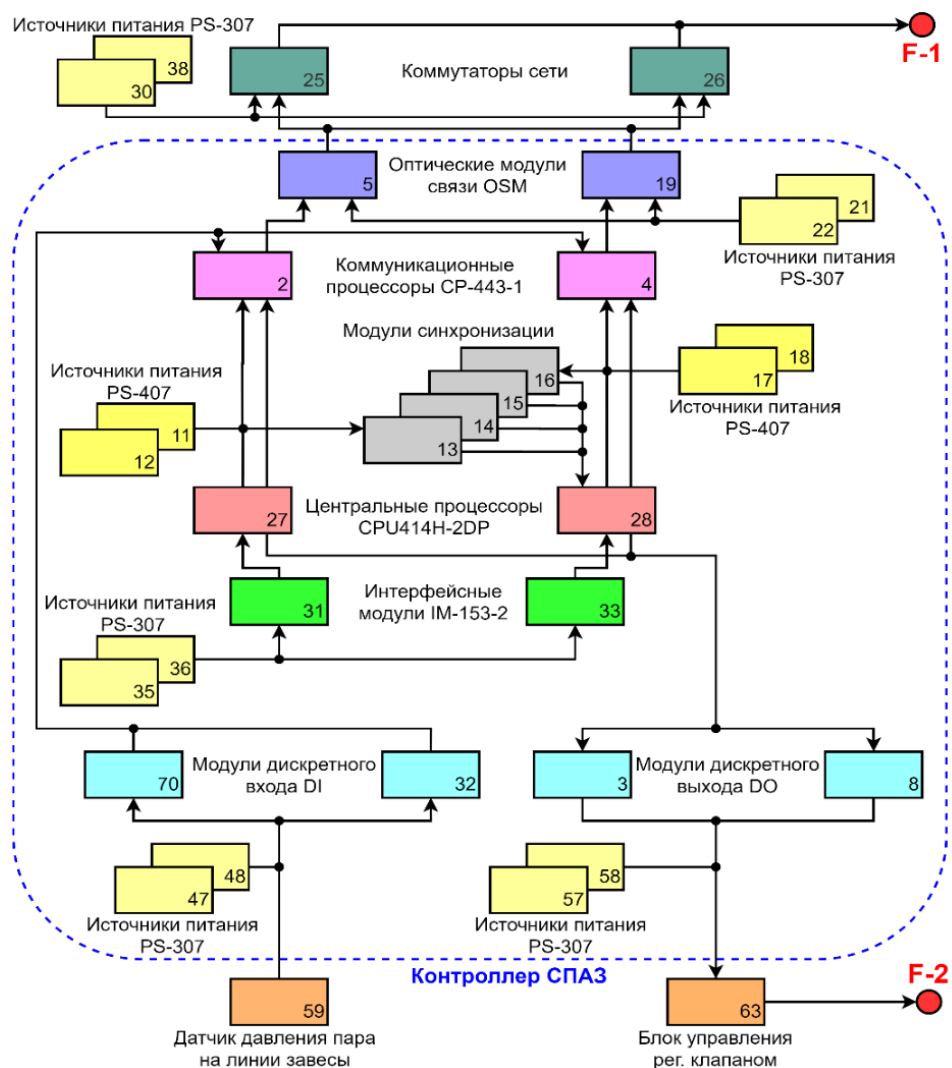 Источники питания PS-307
38
30
25
Коммутаторы сети
26
F-1
Оптические модули
связи OSM
5
19
21
22
Источники питания
PS-307
Коммуникационные
процессоры CP-443-1
2
4
Модули синхронизации
16
15
14
13
Источники питания
PS-407
11
12
18
17
Источники питания
PS-407
Центральные процессоры
CPU414H-2DP
27
28
Интерфейсные
модули IM-153-2
31
33
Источники питания
PS-307
36
35
Модули дискретного
входа DI
70
32
Модули дискретного
выхода DO
3
8
48
47
Источники питания
PS-307
58
57
Источники питания
PS-307
Контроллер СПАЗ
59
Датчик давления пара
на линии завесы
63
Блок управления
рег. клапаном
F-2